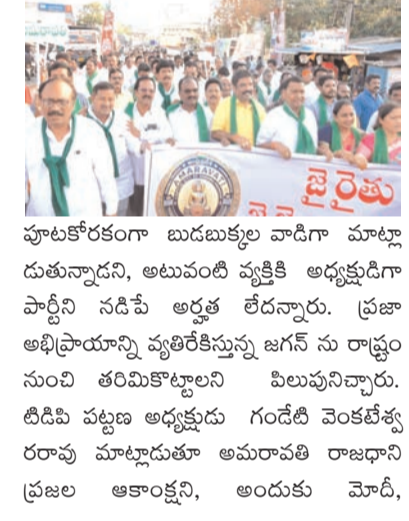 AMARAVATI
జై రైతు
పూటకోరకంగా బుడబుక్కల వాడిగా మాట్లా
డుతున్నాడని, అటువంటి వ్యక్తికి అధ్యక్షుడిగా
పార్టీని నడిపే అర్హత లేదన్నారు. ప్రజా
అభిప్రాయాన్ని వ్యతిరేకిస్తున్న జగన్ ను రాష్ట్రం
నుంచి తరిమికొట్టాలని పిలుపునిచ్చారు.
టిడిపి పట్టణ అధ్యక్షుడు గండేటి వెంకటేశ్వ
రరావు మాట్లాడుతూ అమరావతి రాజధాని
ప్రజల ఆకాంక్షని, అందుకు మోదీ,